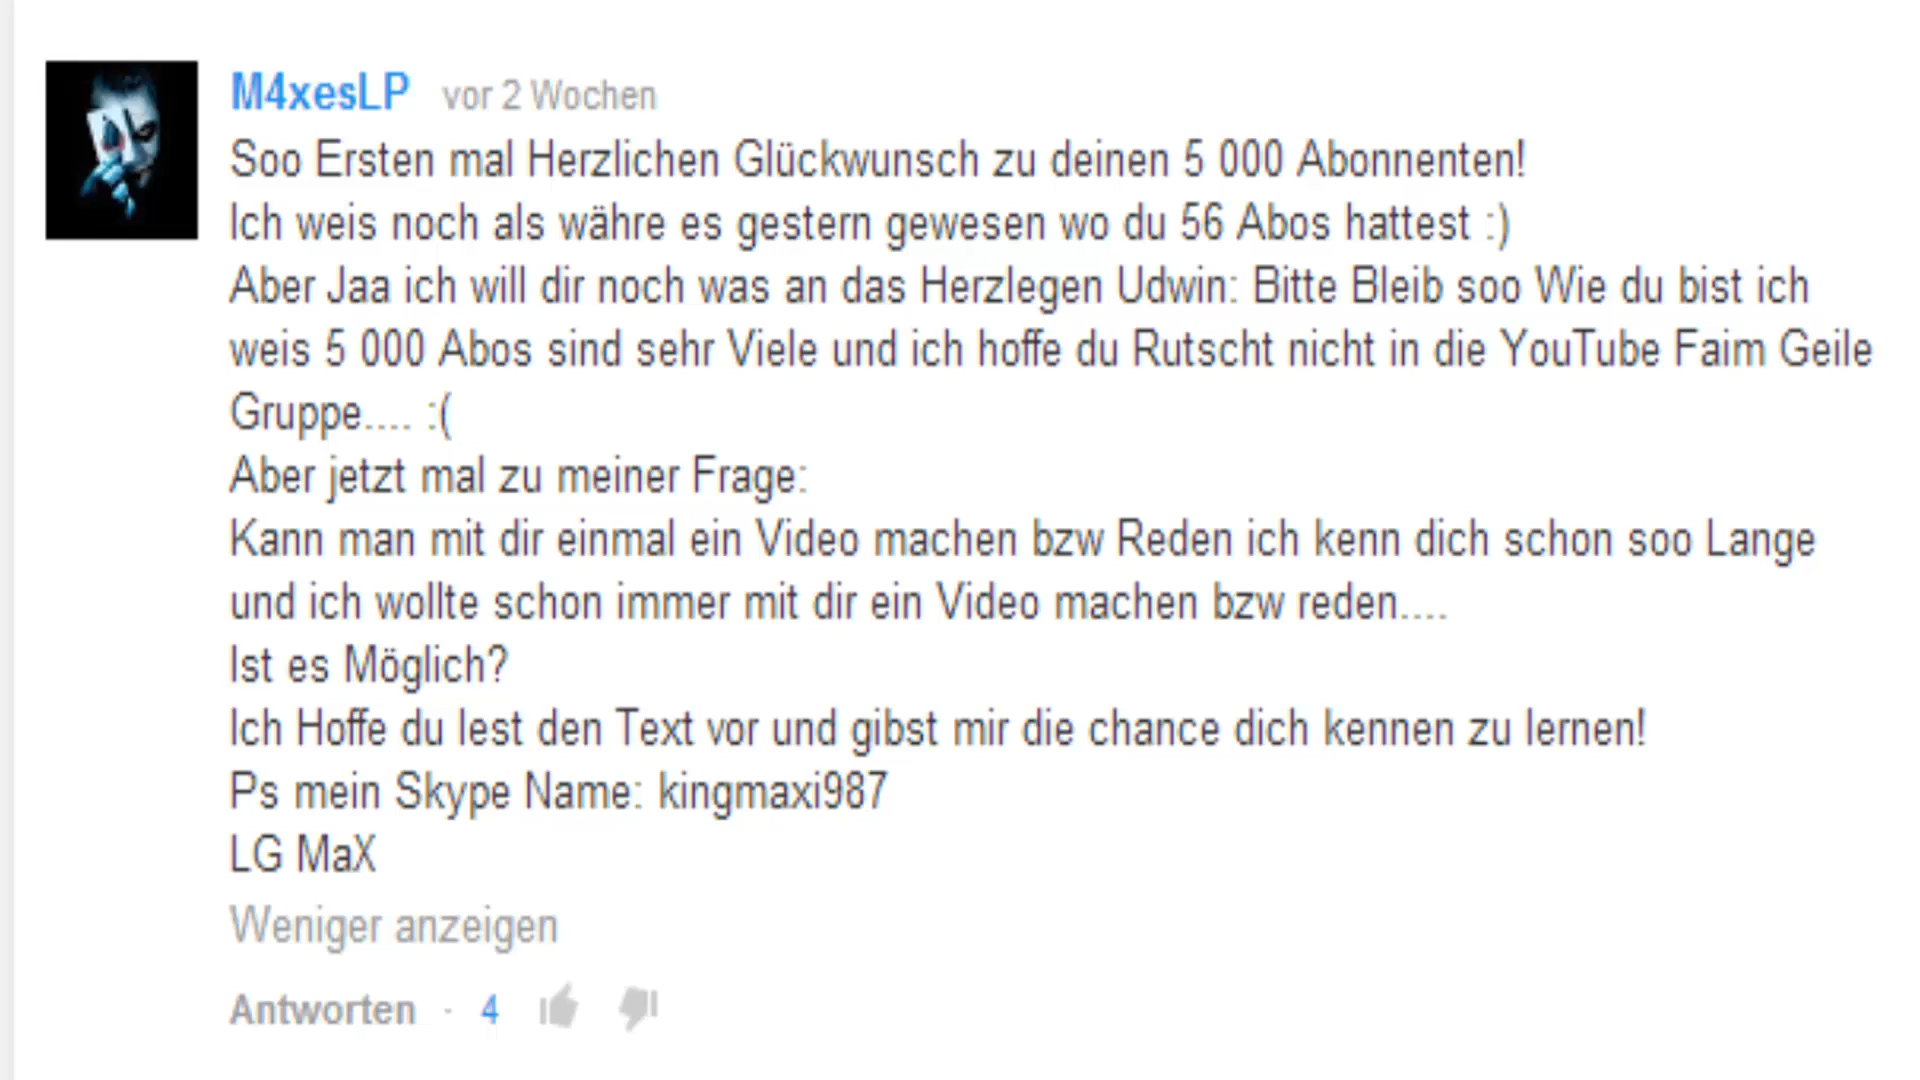 M4xesLP vor 2 Wochen
Soo Ersten mal Herzlichen Glückwunsch zu deinen 5 000 Abonnenten!
Ich weis noch als währe es gestern gewesen wo du 56 Abos hattest :)
Aber Jaa ich will dir noch was an das Herzlegen Udwin: Bitte Bleib soo Wie du bist ich
weis 5 000 Abos sind sehr Viele und ich hoffe du Rutscht nicht in die YouTube Faim Geile
Gruppe.... :(
Aber jetzt mal zu meiner Frage:
Kann man mit dir einmal ein Video machen bzw Reden ich kenn dich schon soo Lange
und ich wollte schon immer mit dir ein Video machen bzw reden....
Ist es Möglich?
Ich Hoffe du lest den Text vor und gibst mir die chance dich kennen zu lernen!
Ps mein Skype Name: kingmaxi987
LG MaX
Weniger anzeigen
Antworten · 4